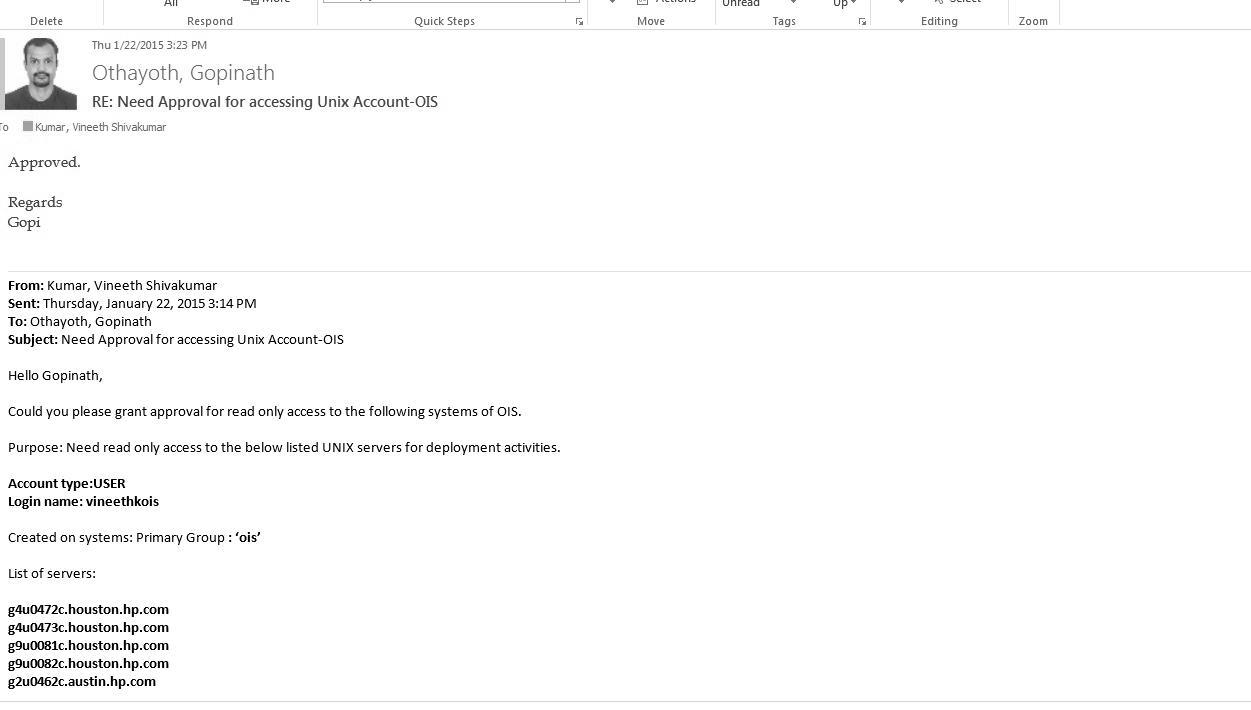 All
More
Actions
Unread
Up
Select
Delete
Respond
Quick Steps
Move
Tags
Editing
Zoom
Thu 1/22/2015 3:23 PM
Othayoth, Gopinath
RE: Need Approval for accessing Unix Account-OIS
To Kumar, Vineeth Shivakumar
Approved.
Regards
Gopi
From: Kumar, Vineeth Shivakumar
Sent: Thursday, January 22, 2015 3:14 PM
To: Othayoth, Gopinath
Subject: Need Approval for accessing Unix Account-OIS
Hello Gopinath,
Could you please grant approval for read only access to the following systems of OIS.
Purpose: Need read only access to the below listed UNIX servers for deployment activities.
Account type:USER
Login name: vineethkois
Created on systems: Primary Group : ‘ois’
List of servers:
g4u0472c.houston.hp.com
g4u0473c.houston.hp.com
g9u0081c.houston.hp.com
g9u0082c.houston.hp.com
g2u0462c.austin.hp.com